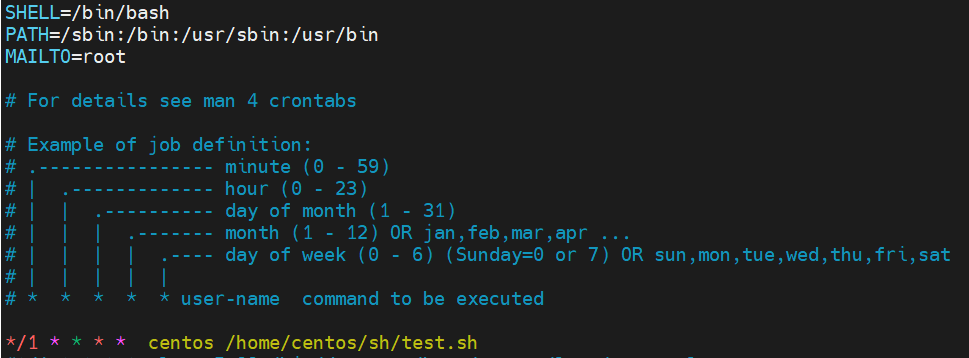 SHELL=/bin/bash
PATH=/sbin:/bin:/usr/sbin:/usr/bin
MAILTO=root
# For details see man 4 crontabs
# Example of job definition:
# .---------------- minute (0 - 59)
# |  .------------- hour (0 - 23)
# |  |  .---------- day of month (1 - 31)
# |  |  |  .------- month (1 - 12) OR jan,feb,mar,apr ...
# |  |  |  |  .---- day of week (0 - 6) (Sunday=0 or 7) OR sun,mon,tue,wed,thu,fri,sat
# |  |  |  |  |
# *  *  *  *  * user-name  command to be executed
*/1 * * * *  centos /home/centos/sh/test.sh